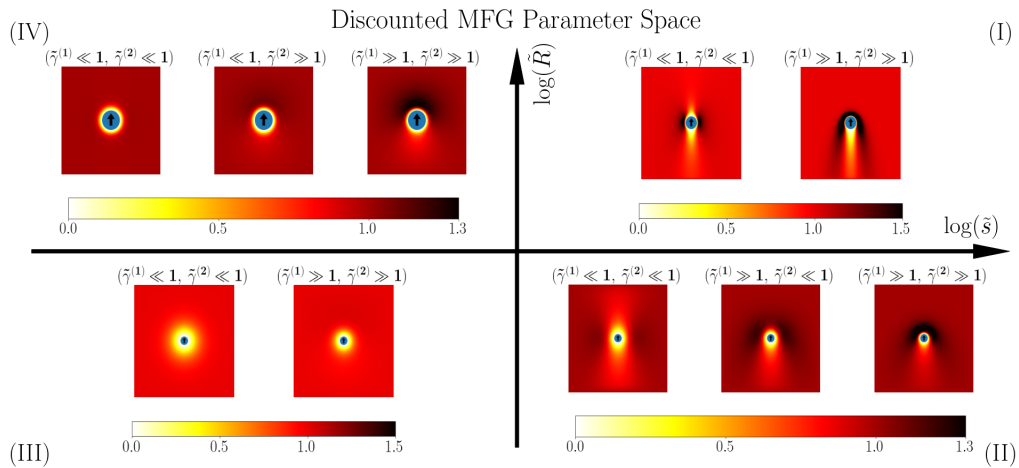 Discounted MFG Parameter Space
(IV)
(I)
log(R̃)
(γ̃⁽¹⁾ ≪ 1, γ̃⁽²⁾ ≪ 1) (γ̃⁽¹⁾ ≪ 1, γ̃⁽²⁾ ≫ 1) (γ̃⁽¹⁾ ≫ 1, γ̃⁽²⁾ ≫ 1)
(γ̃⁽¹⁾ ≪ 1, γ̃⁽²⁾ ≪ 1) (γ̃⁽¹⁾ ≫ 1, γ̃⁽²⁾ ≫ 1)
0.0 0.5 1.0 1.3
0.0 0.5 1.0 1.5
log(s̃)
(γ̃⁽¹⁾ ≪ 1, γ̃⁽²⁾ ≪ 1) (γ̃⁽¹⁾ ≫ 1, γ̃⁽²⁾ ≫ 1)
(γ̃⁽¹⁾ ≪ 1, γ̃⁽²⁾ ≪ 1) (γ̃⁽¹⁾ ≫ 1, γ̃⁽²⁾ ≪ 1) (γ̃⁽¹⁾ ≫ 1, γ̃⁽²⁾ ≫ 1)
0.0 0.5 1.0 1.5
0.0 0.5 1.0 1.3
(III)
(II)